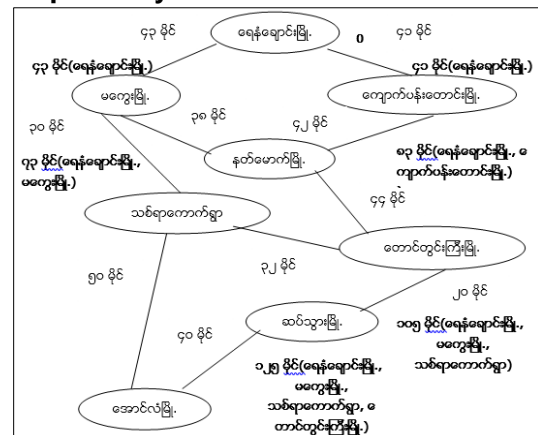 ရေနံချောင်းမြို့.
၄၃ မိုင်
0
၄၁ မိုင်
၄၃ မိုင်(ရေနံချောင်းမြို့.)
၄၁ မိုင်(ရေနံချောင်းမြို့.)
မကွေးမြို့.
ကျောက်ပန်းတောင်းမြို့.
၃၀ မိုင်
၃၈ မိုင်
၄၂ မိုင်
၇၃ မိုင်(ရေနံချောင်းမြို့.,
မကွေးမြို့.)
နတ်မောက်မြို့.
၈၃ မိုင်(ရေနံချောင်းမြို့., ေ
ကျာက်ပန်းတောင်းမြို့.)
၄၄ မိုင်
သစ်ရာကောက်ရွာ
တောင်တွင်းကြီးမြို့.
၅၀ မိုင်
၃၂ မိုင်
၂၀ မိုင်
ဆပ်သွားမြို့.
၁၀၅ မိုင်(ရေနံချောင်းမြို့.,
မကွေးမြို့.,
သစ်ရာကောက်ရွာ)
၄၀ မိုင်
၁၂၅ မိုင်(ရေနံချောင်းမြို့.,
မကွေးမြို့.,
သစ်ရာကောက်ရွာ, ေ
တာင်တွင်းကြီးမြို့.)
အောင်လံမြို့.